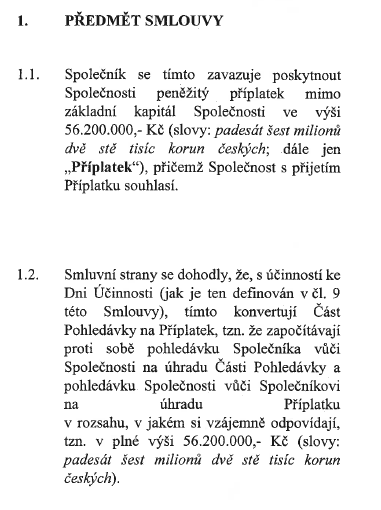 1. PŘEDMĚT SMLOUVY
1.1. Společník se tímto zavazuje poskytnout
Společnosti peněžitý příplatek mimo
základní kapitál Společnosti ve výši
56.200.000,- Kč (slovy: padesát šest milionů
dvě stě tisíc korun českých; dále jen
„Příplatek“), přičemž Společnost s přijetím
Příplatku souhlasí.
1.2. Smluvní strany se dohodly, že, s účinností ke
Dni Účinnosti (jak je ten definován v čl. 9
této Smlouvy), tímto konvertují Část
Pohledávky na Příplatek, tzn. že započítávají
proti sobě pohledávku Společníka vůči
Společnosti na úhradu Části Pohledávky a
pohledávku Společnosti vůči Společníkovi
na úhradu Příplatku
v rozsahu, v jakém si vzájemně odpovídají,
tzn. v plné výši 56.200.000,- Kč (slovy:
padesát šest milionů dvě stě tisíc korun
českých).